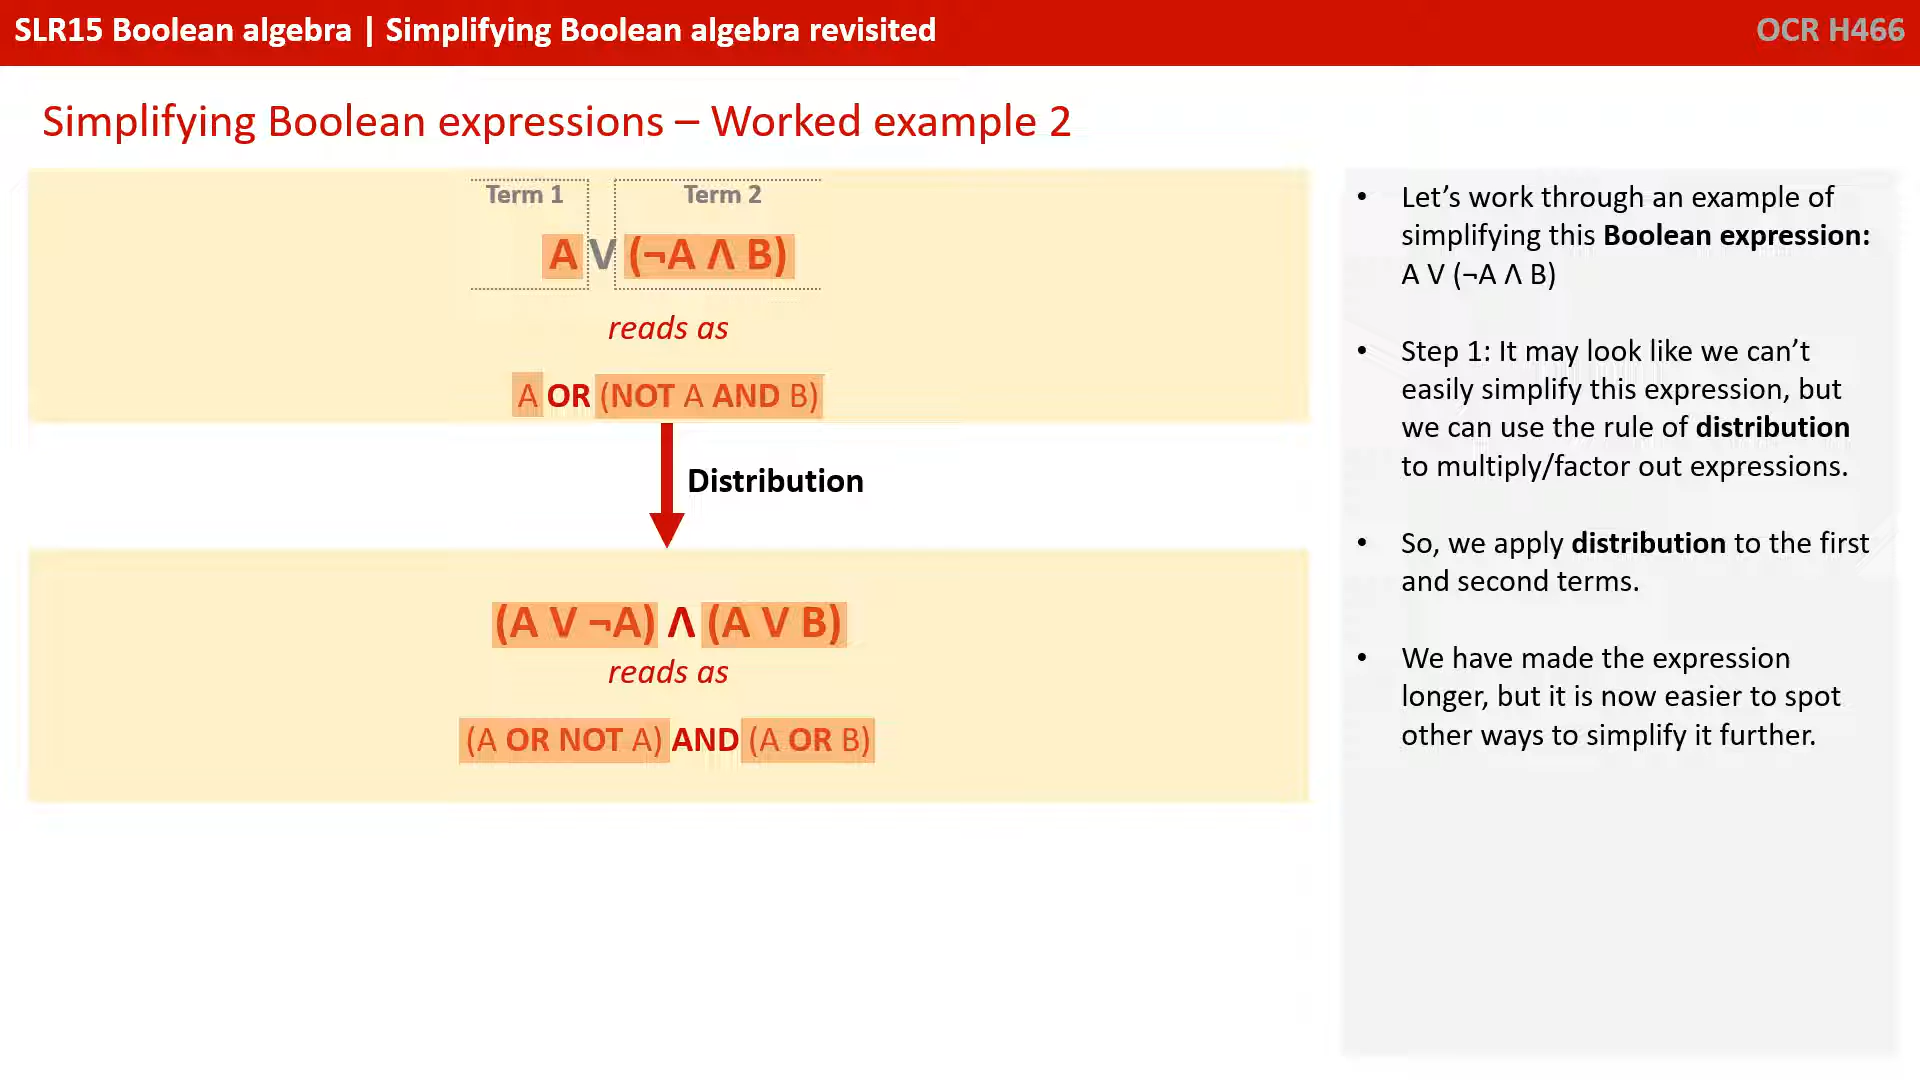 SLR15 Boolean algebra | Simplifying Boolean algebra revisited
OCR H466
Simplifying Boolean expressions – Worked example 2
Term 1
Term 2
A V (¬A Λ B)
reads as
A OR (NOT A AND B)
Distribution
(A V ¬A) Λ (A V B)
reads as
(A OR NOT A) AND (A OR B)
• Let’s work through an example of
simplifying this Boolean expression:
A V (¬A Λ B)
• Step 1: It may look like we can’t
easily simplify this expression, but
we can use the rule of distribution
to multiply/factor out expressions.
• So, we apply distribution to the first
and second terms.
• We have made the expression
longer, but it is now easier to spot
other ways to simplify it further.